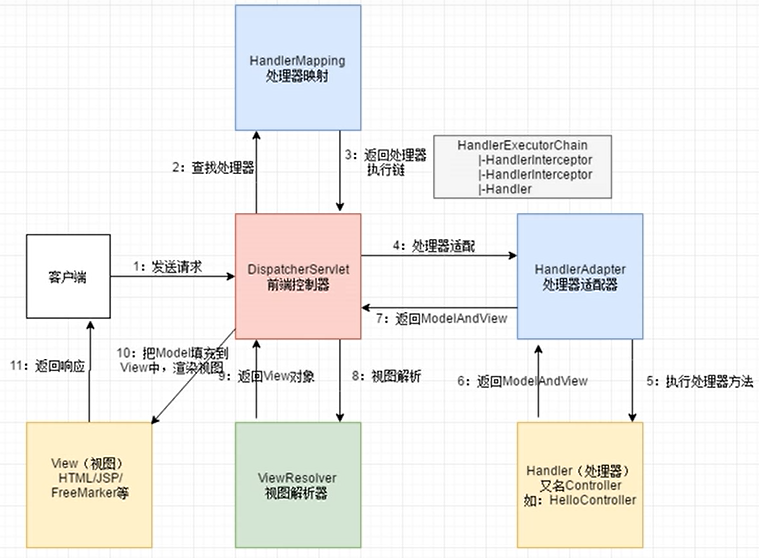 HandlerMapping
处理器映射
2：查找处理器
3：返回处理器
执行链
HandlerExecutorChain
|-HandlerInterceptor
|-HandlerInterceptor
|-Handler
客户端
1：发送请求
DispatcherServlet
前端控制器
4：处理器适配
HandlerAdapter
处理器适配器
7：返回ModelAndView
11：返回响应
10：把Model填充到
View中，渲染视图
9：返回View对象
8：视图解析
6：返回ModelAndView
5：执行处理器方法
View（视图）
HTML/JSP/
FreeMarker等
ViewResolver
视图解析器
Handler（处理器）
又名Controller
如：HelloController